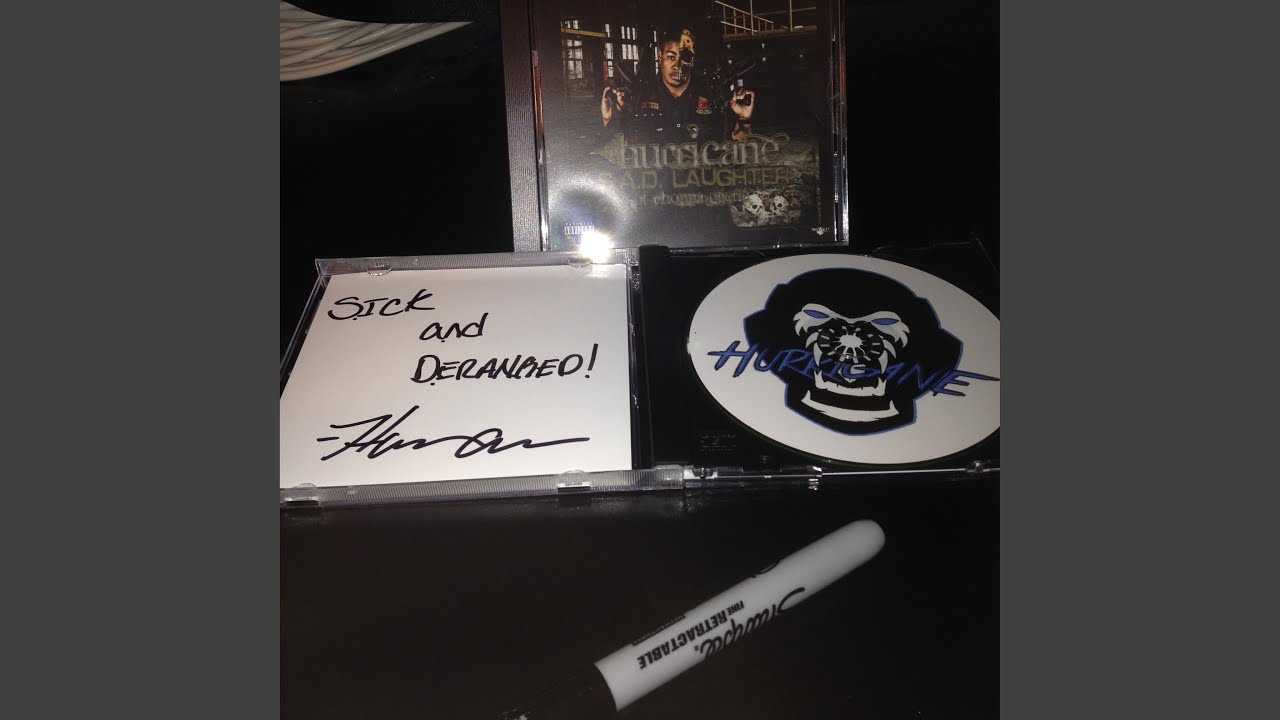 hurricane
S.A.D. LAUGHTER
SICK
and
DERANGED!
HURRICANE
Sharpie.
FINE RETRACTABLE